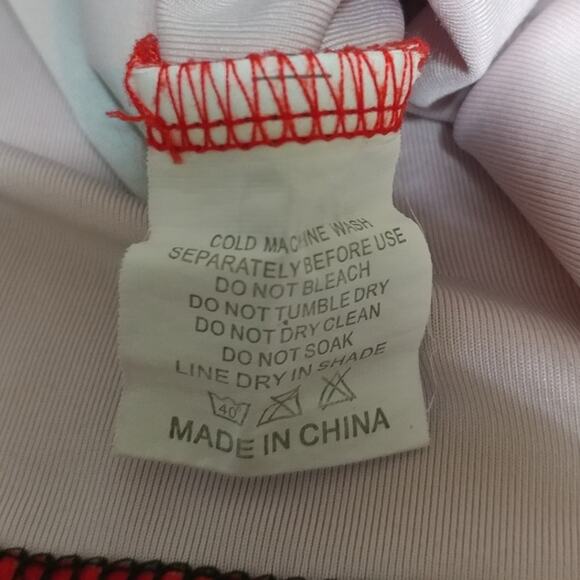 COLD MACHINE WASH
SEPARATELY BEFORE USE
DO NOT BLEACH
DO NOT TUMBLE DRY
DO NOT DRY CLEAN
DO NOT SOAK
LINE DRY IN SHADE
40
MADE IN CHINA